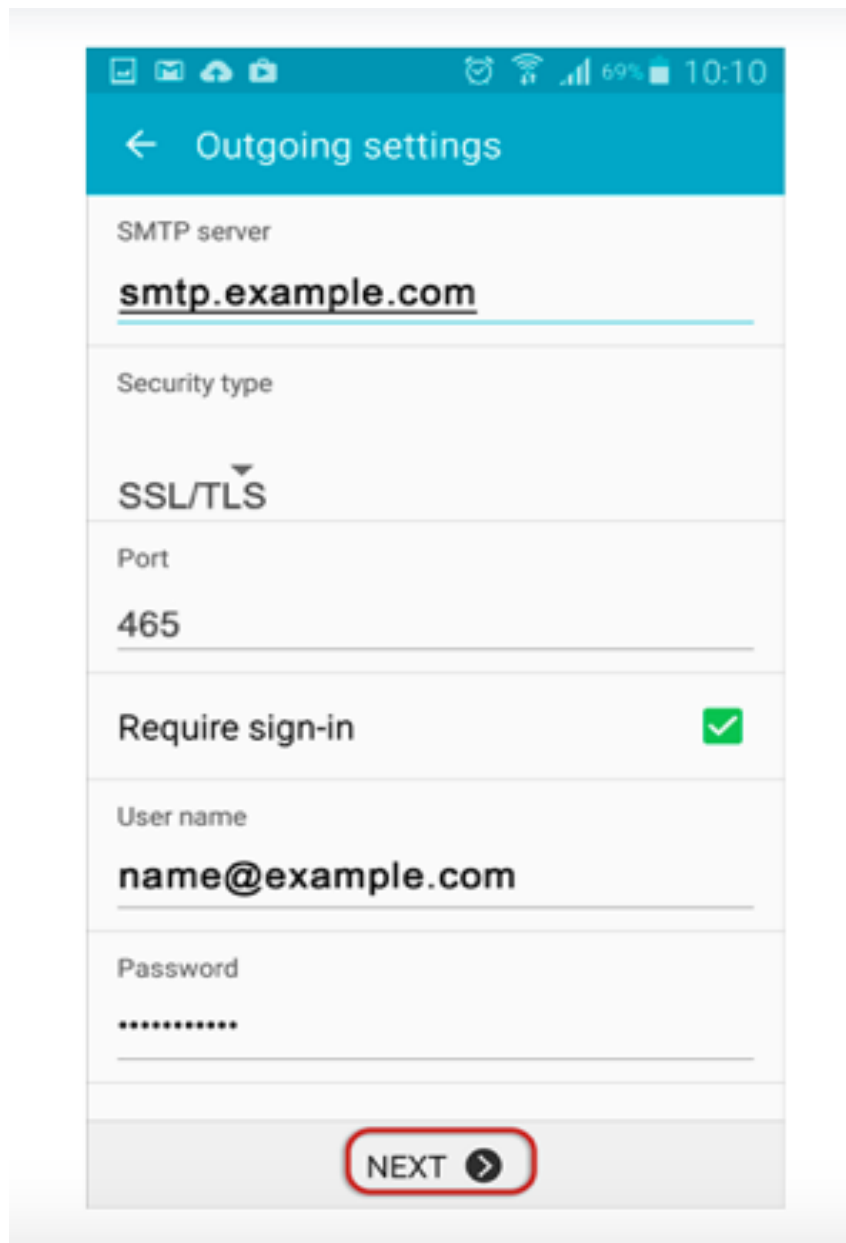 69% 10:10
Outgoing settings
SMTP server
smtp.example.com
Security type
SSL/TLS
Port
465
Require sign-in
User name
name@example.com
Password
•••••••••••
NEXT